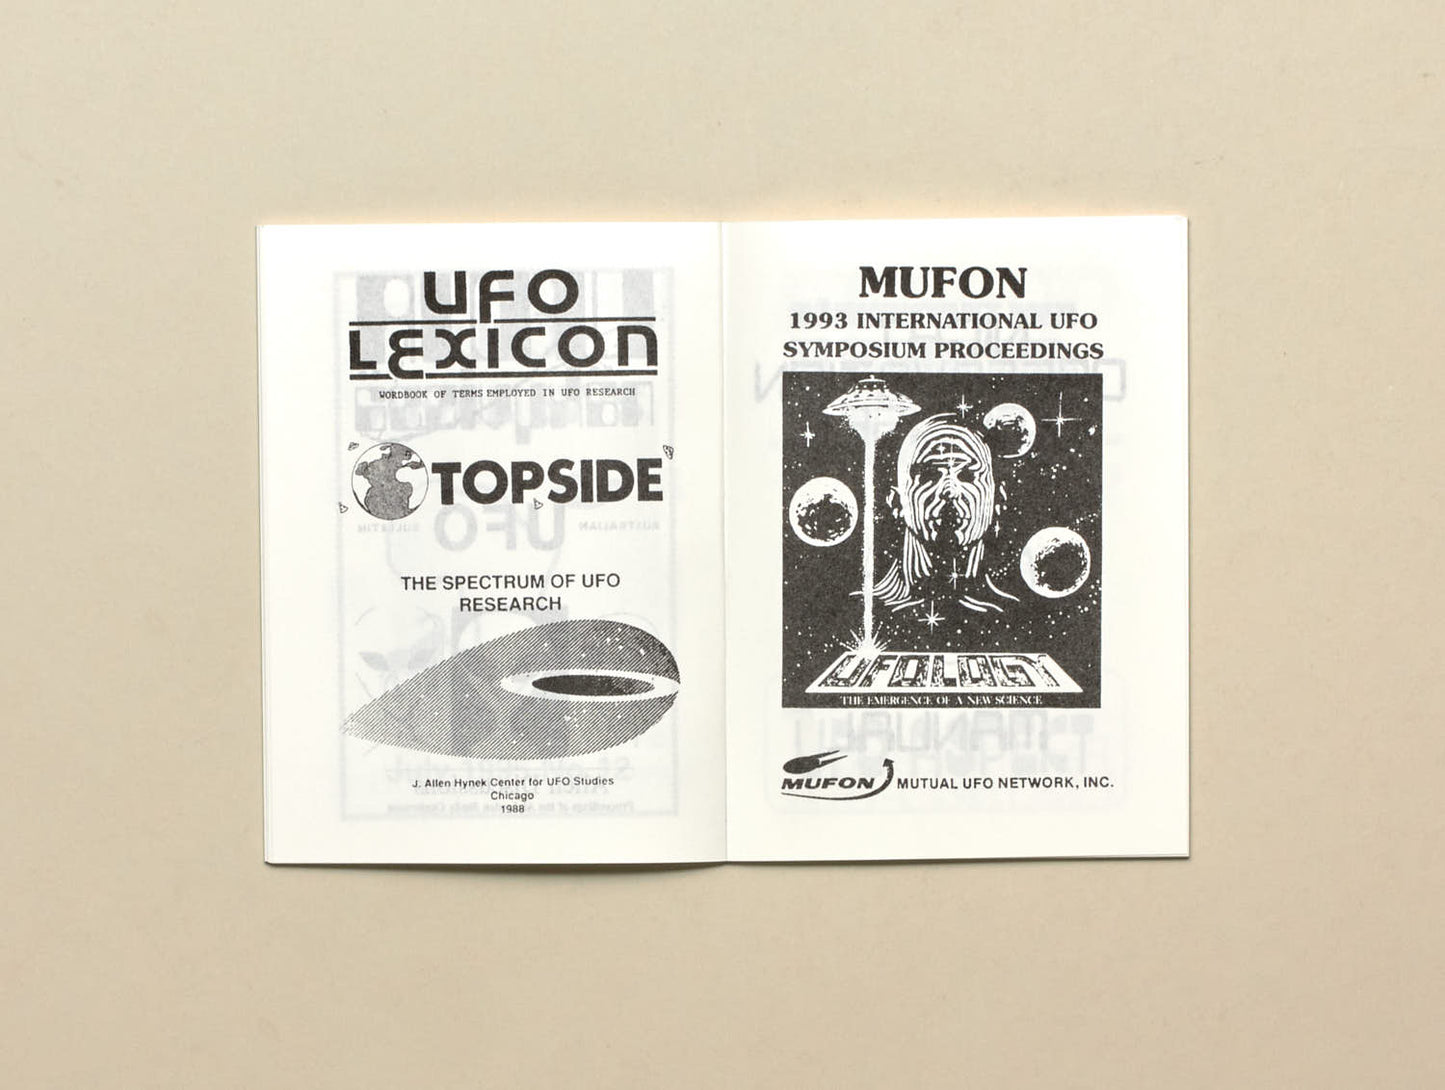 UFO
LEXICON
WORDBOOK OF TERMS EMPLOYED IN UFO RESEARCH
TOPSIDE
THE SPECTRUM OF UFO
RESEARCH
J. Allen Hynek Center for UFO Studies
Chicago
1988
MUFON
1993 INTERNATIONAL UFO
SYMPOSIUM PROCEEDINGS
UFOLOGY
THE EMERGENCE OF A NEW SCIENCE
MUFON MUTUAL UFO NETWORK, INC.